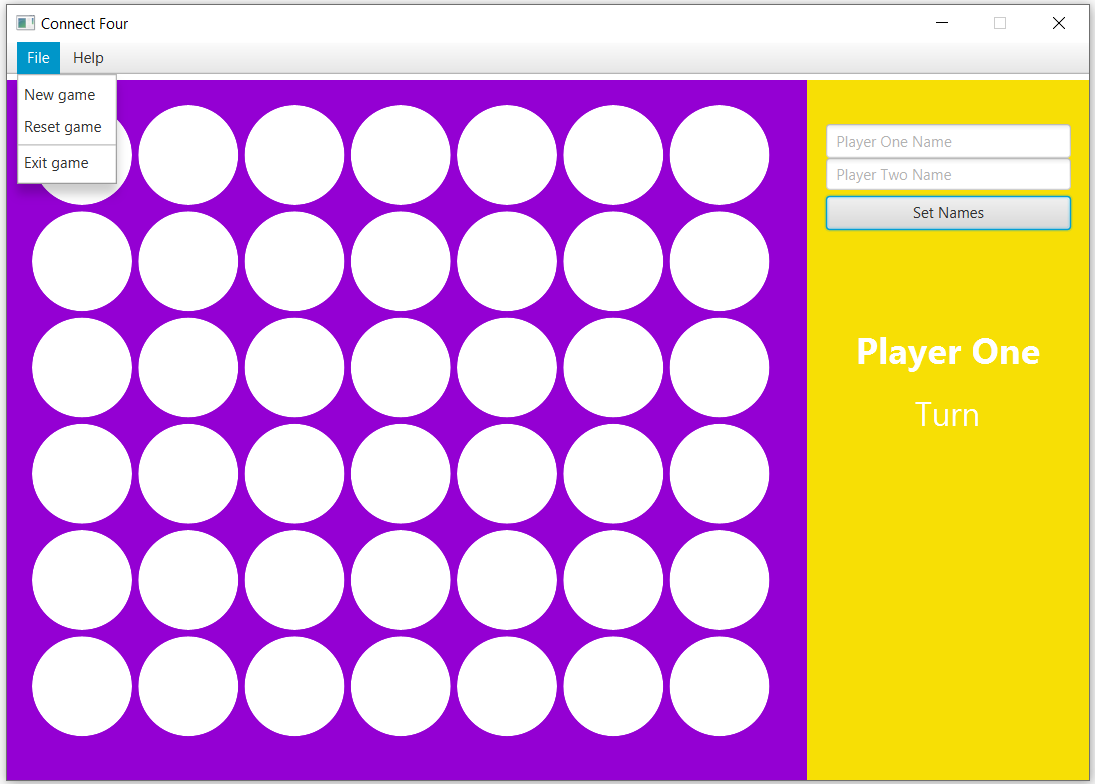 Connect Four
File Help
New game
Reset game
Exit game
Player One Name
Player Two Name
Set Names
Player One
Turn